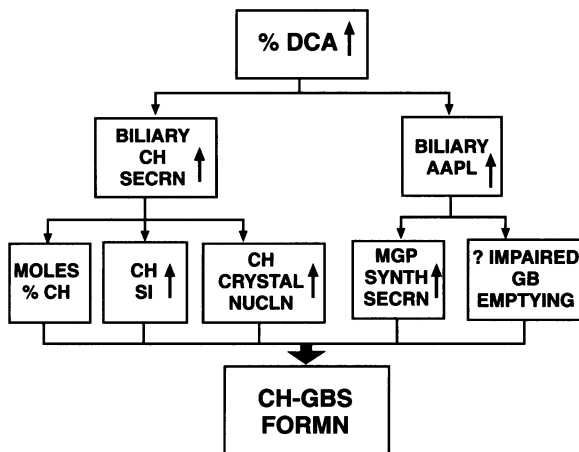 % DCA ↑
BILIARY
CH
SECRN ↑
BILIARY
AAPL ↑
MOLES
% CH
CH
SI ↑
CH
CRYSTAL
NUCLN ↑
MGP
SYNTH
SECRN ↑
? IMPAIRED
GB
EMPTYING
CH-GBS
FORMN